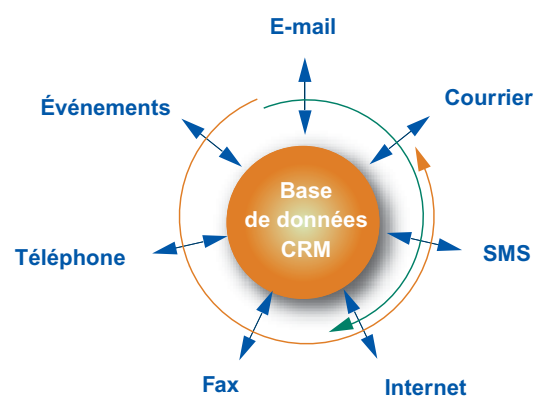 E-mail
Événements
Courrier
Base
de données
CRM
Téléphone
SMS
Fax
Internet